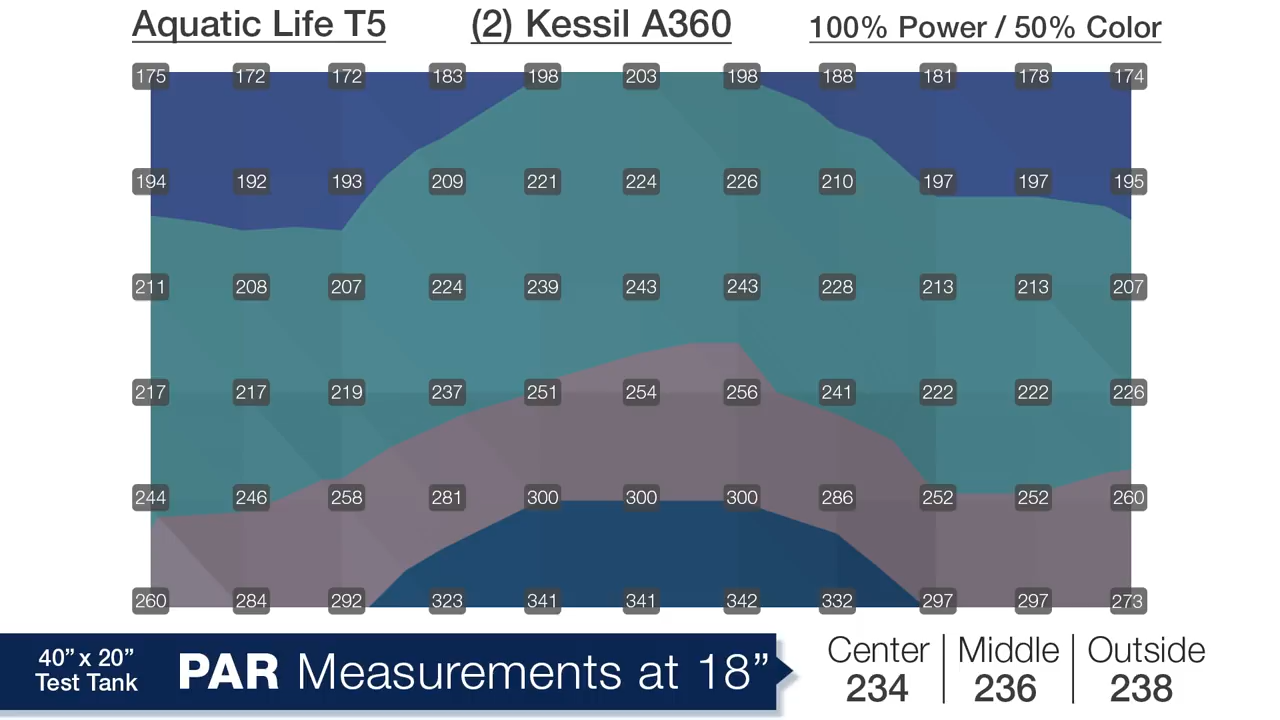 Aquatic Life T5 (2) Kessil A360 100% Power / 50% Color
175 172 172 183 198 203 198 188 181 178 174
194 192 193 209 221 224 226 210 197 197 195
211 208 207 224 239 243 243 228 213 213 207
217 217 219 237 251 254 256 241 222 222 226
244 246 258 281 300 300 300 286 252 252 260
260 284 292 323 341 341 342 332 297 297 273
40” x 20”
Test Tank
PAR Measurements at 18”
Center Middle Outside
234 236 238